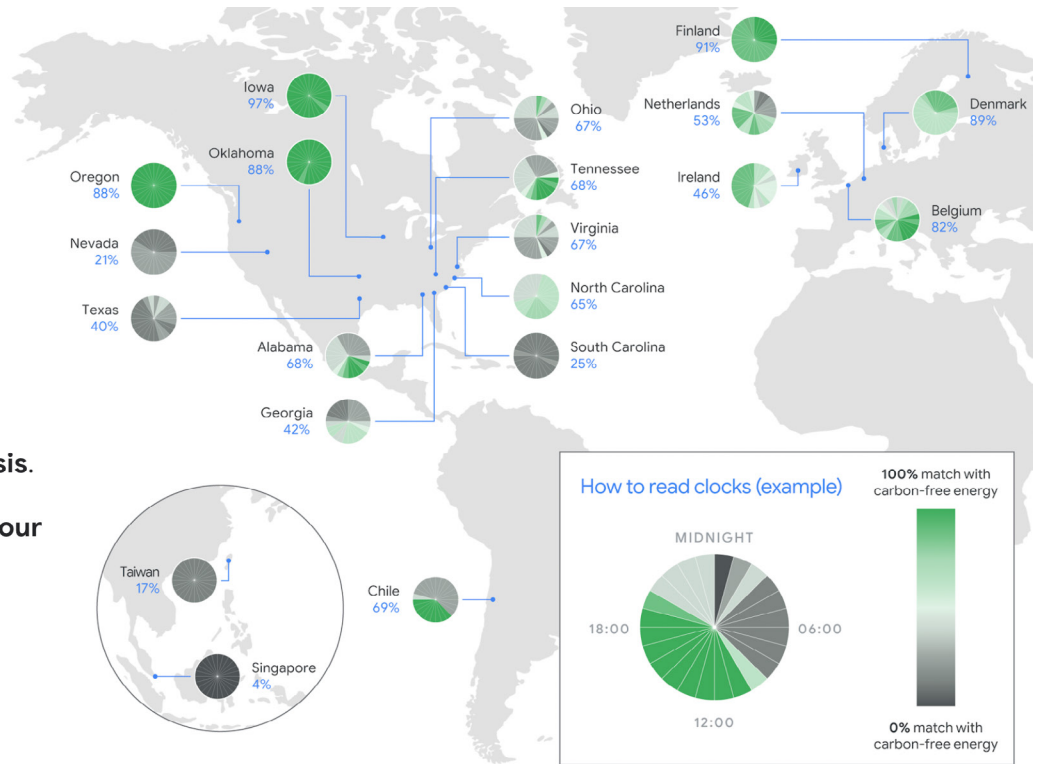 Finland
91%
Iowa
97%
Ohio
67%
Netherlands
53%
Denmark
89%
Oklahoma
88%
Tennessee
68%
Oregon
88%
Ireland
46%
Belgium
82%
Virginia
67%
Nevada
21%
North Carolina
65%
Texas
40%
Alabama
68%
South Carolina
25%
Georgia
42%
sis.
our
Taiwan
17%
Singapore
4%
Chile
69%
How to read clocks (example)
MIDNIGHT
18:00
06:00
12:00
100% match with
carbon-free energy
0% match with
carbon-free energy